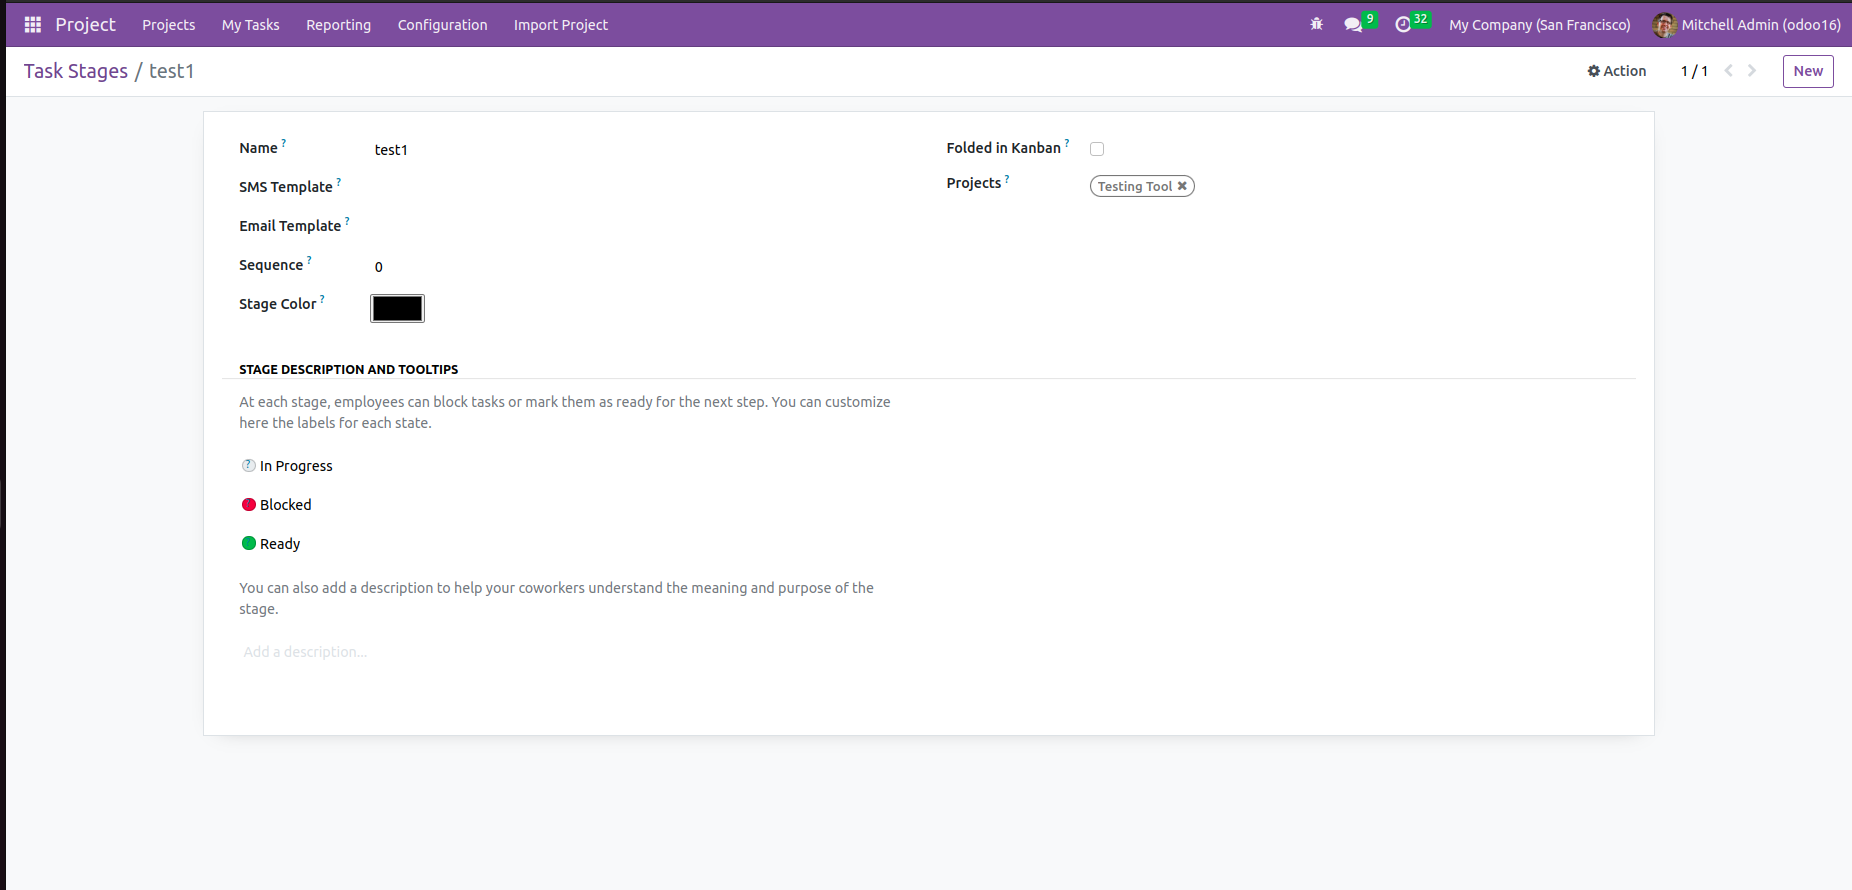 Project Projects My Tasks Reporting Configuration Import Project 9 32 My Company (San Francisco) Mitchell Admin (odoo16)
Task Stages / test1 Action 1 / 1 New
Name ? test1 Folded in Kanban ?
SMS Template ? Projects ? Testing Tool ✖
Email Template ?
Sequence ? 0
Stage Color ?
STAGE DESCRIPTION AND TOOLTIPS
At each stage, employees can block tasks or mark them as ready for the next step. You can customize
here the labels for each state.
? In Progress
? Blocked
Ready
You can also add a description to help your coworkers understand the meaning and purpose of the
stage.
Add a description...